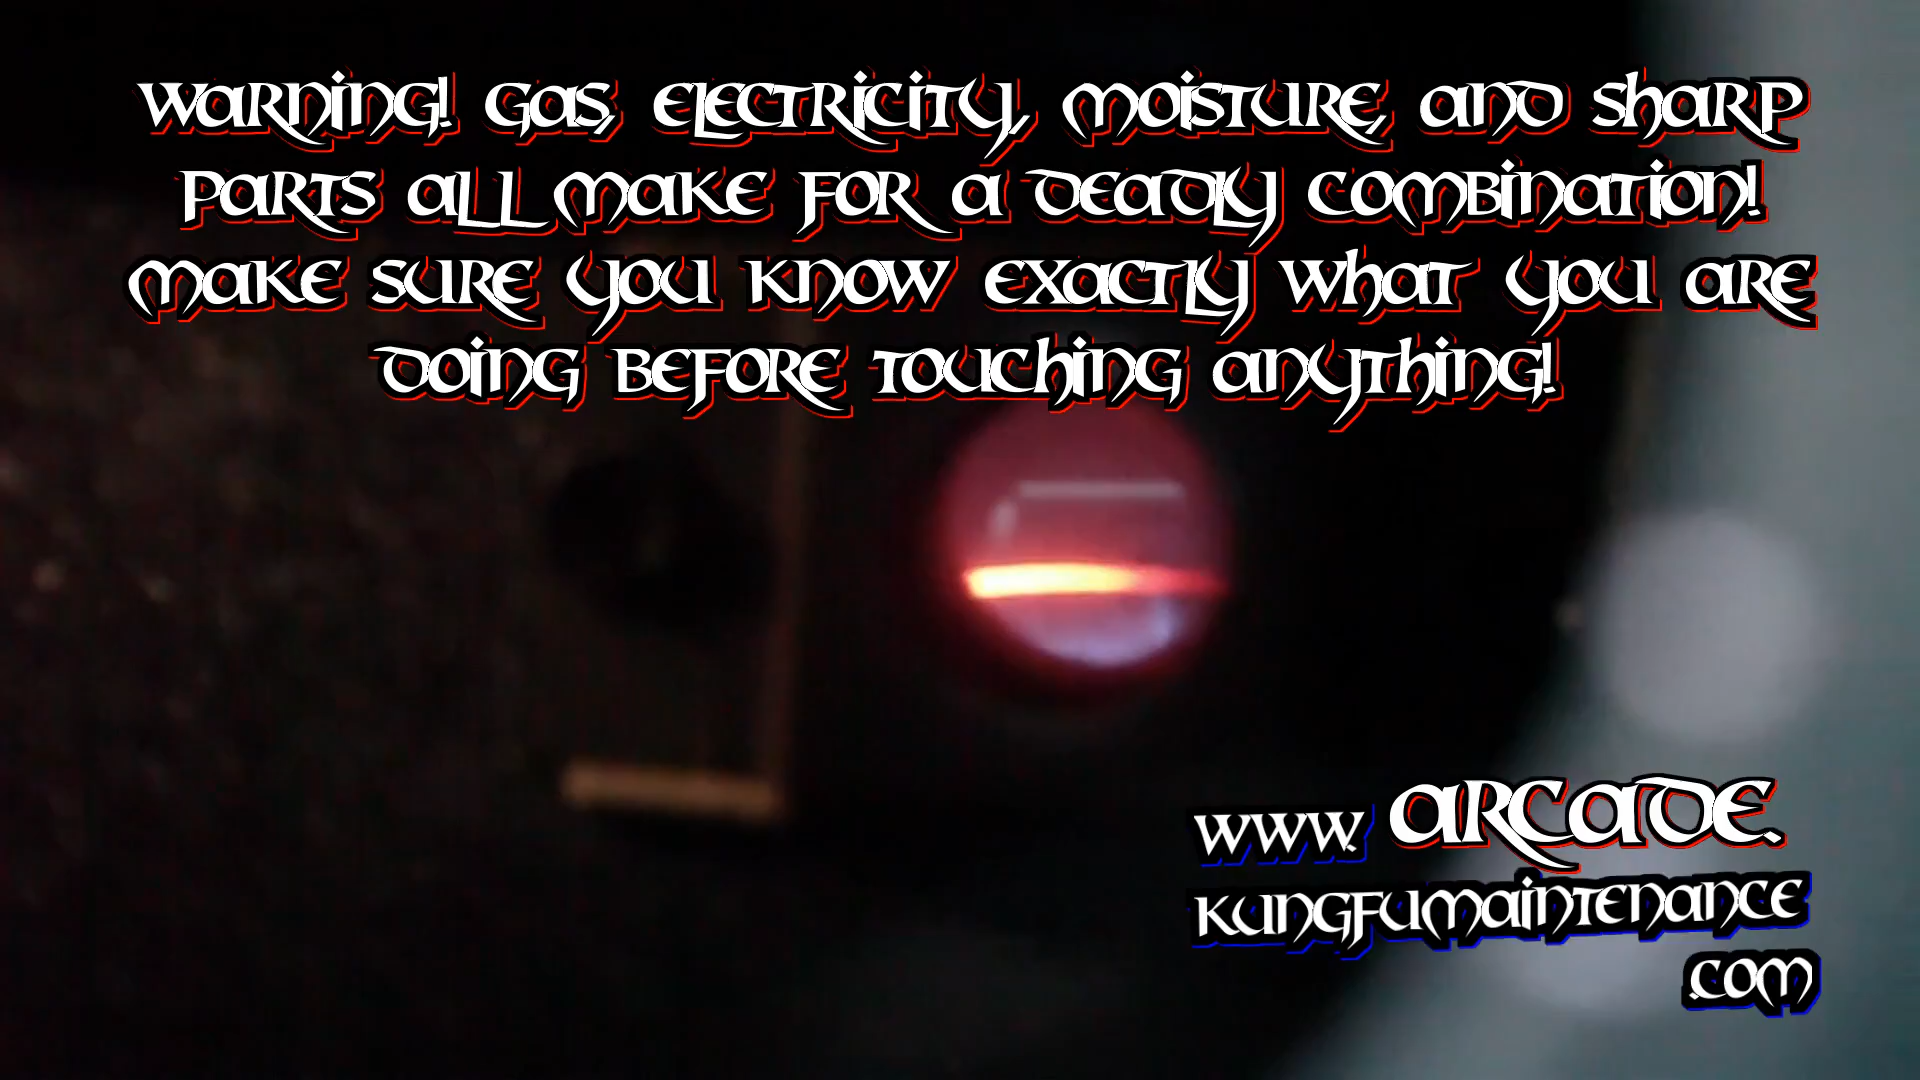 Warning! Gas, Electricity, Moisture, and Sharp
Parts all make for a deadly combination!
Make sure you know exactly what you are
doing before touching anything!
www. Arcade.
KungFuMaintenance
.com